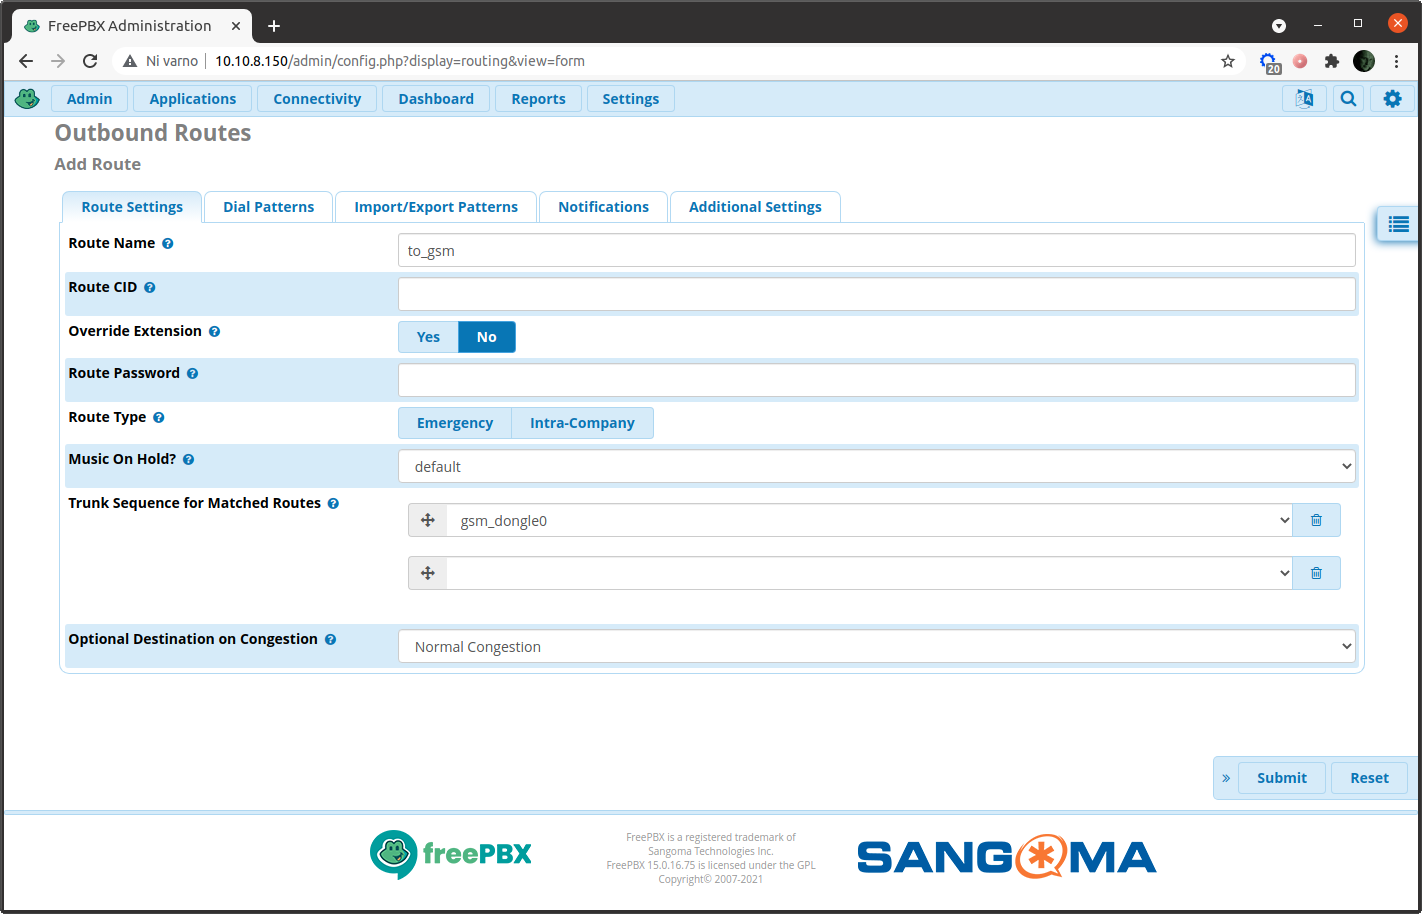 FreePBX Administration
Ni varno
10.10.8.150/admin/config.php?display=routing&view=form
20
Admin
Applications
Connectivity
Dashboard
Reports
Settings
Outbound Routes
Add Route
Route Settings
Dial Patterns
Import/Export Patterns
Notifications
Additional Settings
Route Name
to_gsm
Route CID
Override Extension
Yes
No
Route Password
Route Type
Emergency
Intra-Company
Music On Hold?
default
Trunk Sequence for Matched Routes
gsm_dongle0
Optional Destination on Congestion
Normal Congestion
Submit
Reset
freePBX
FreePBX is a registered trademark of
Sangoma Technologies Inc.
FreePBX 15.0.16.75 is licensed under the GPL
Copyright© 2007-2021
SANGOMA